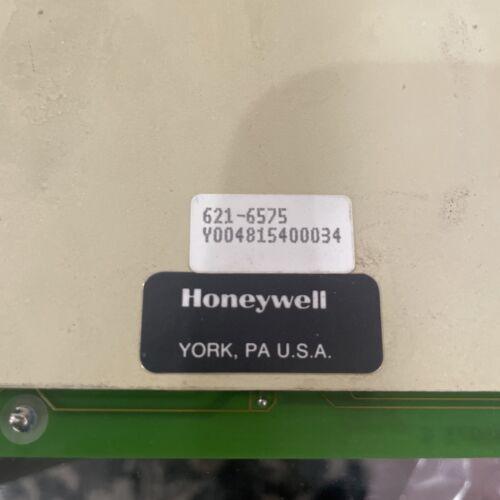 621-6575
Y004815400034
Honeywell
YORK, PA U.S.A.